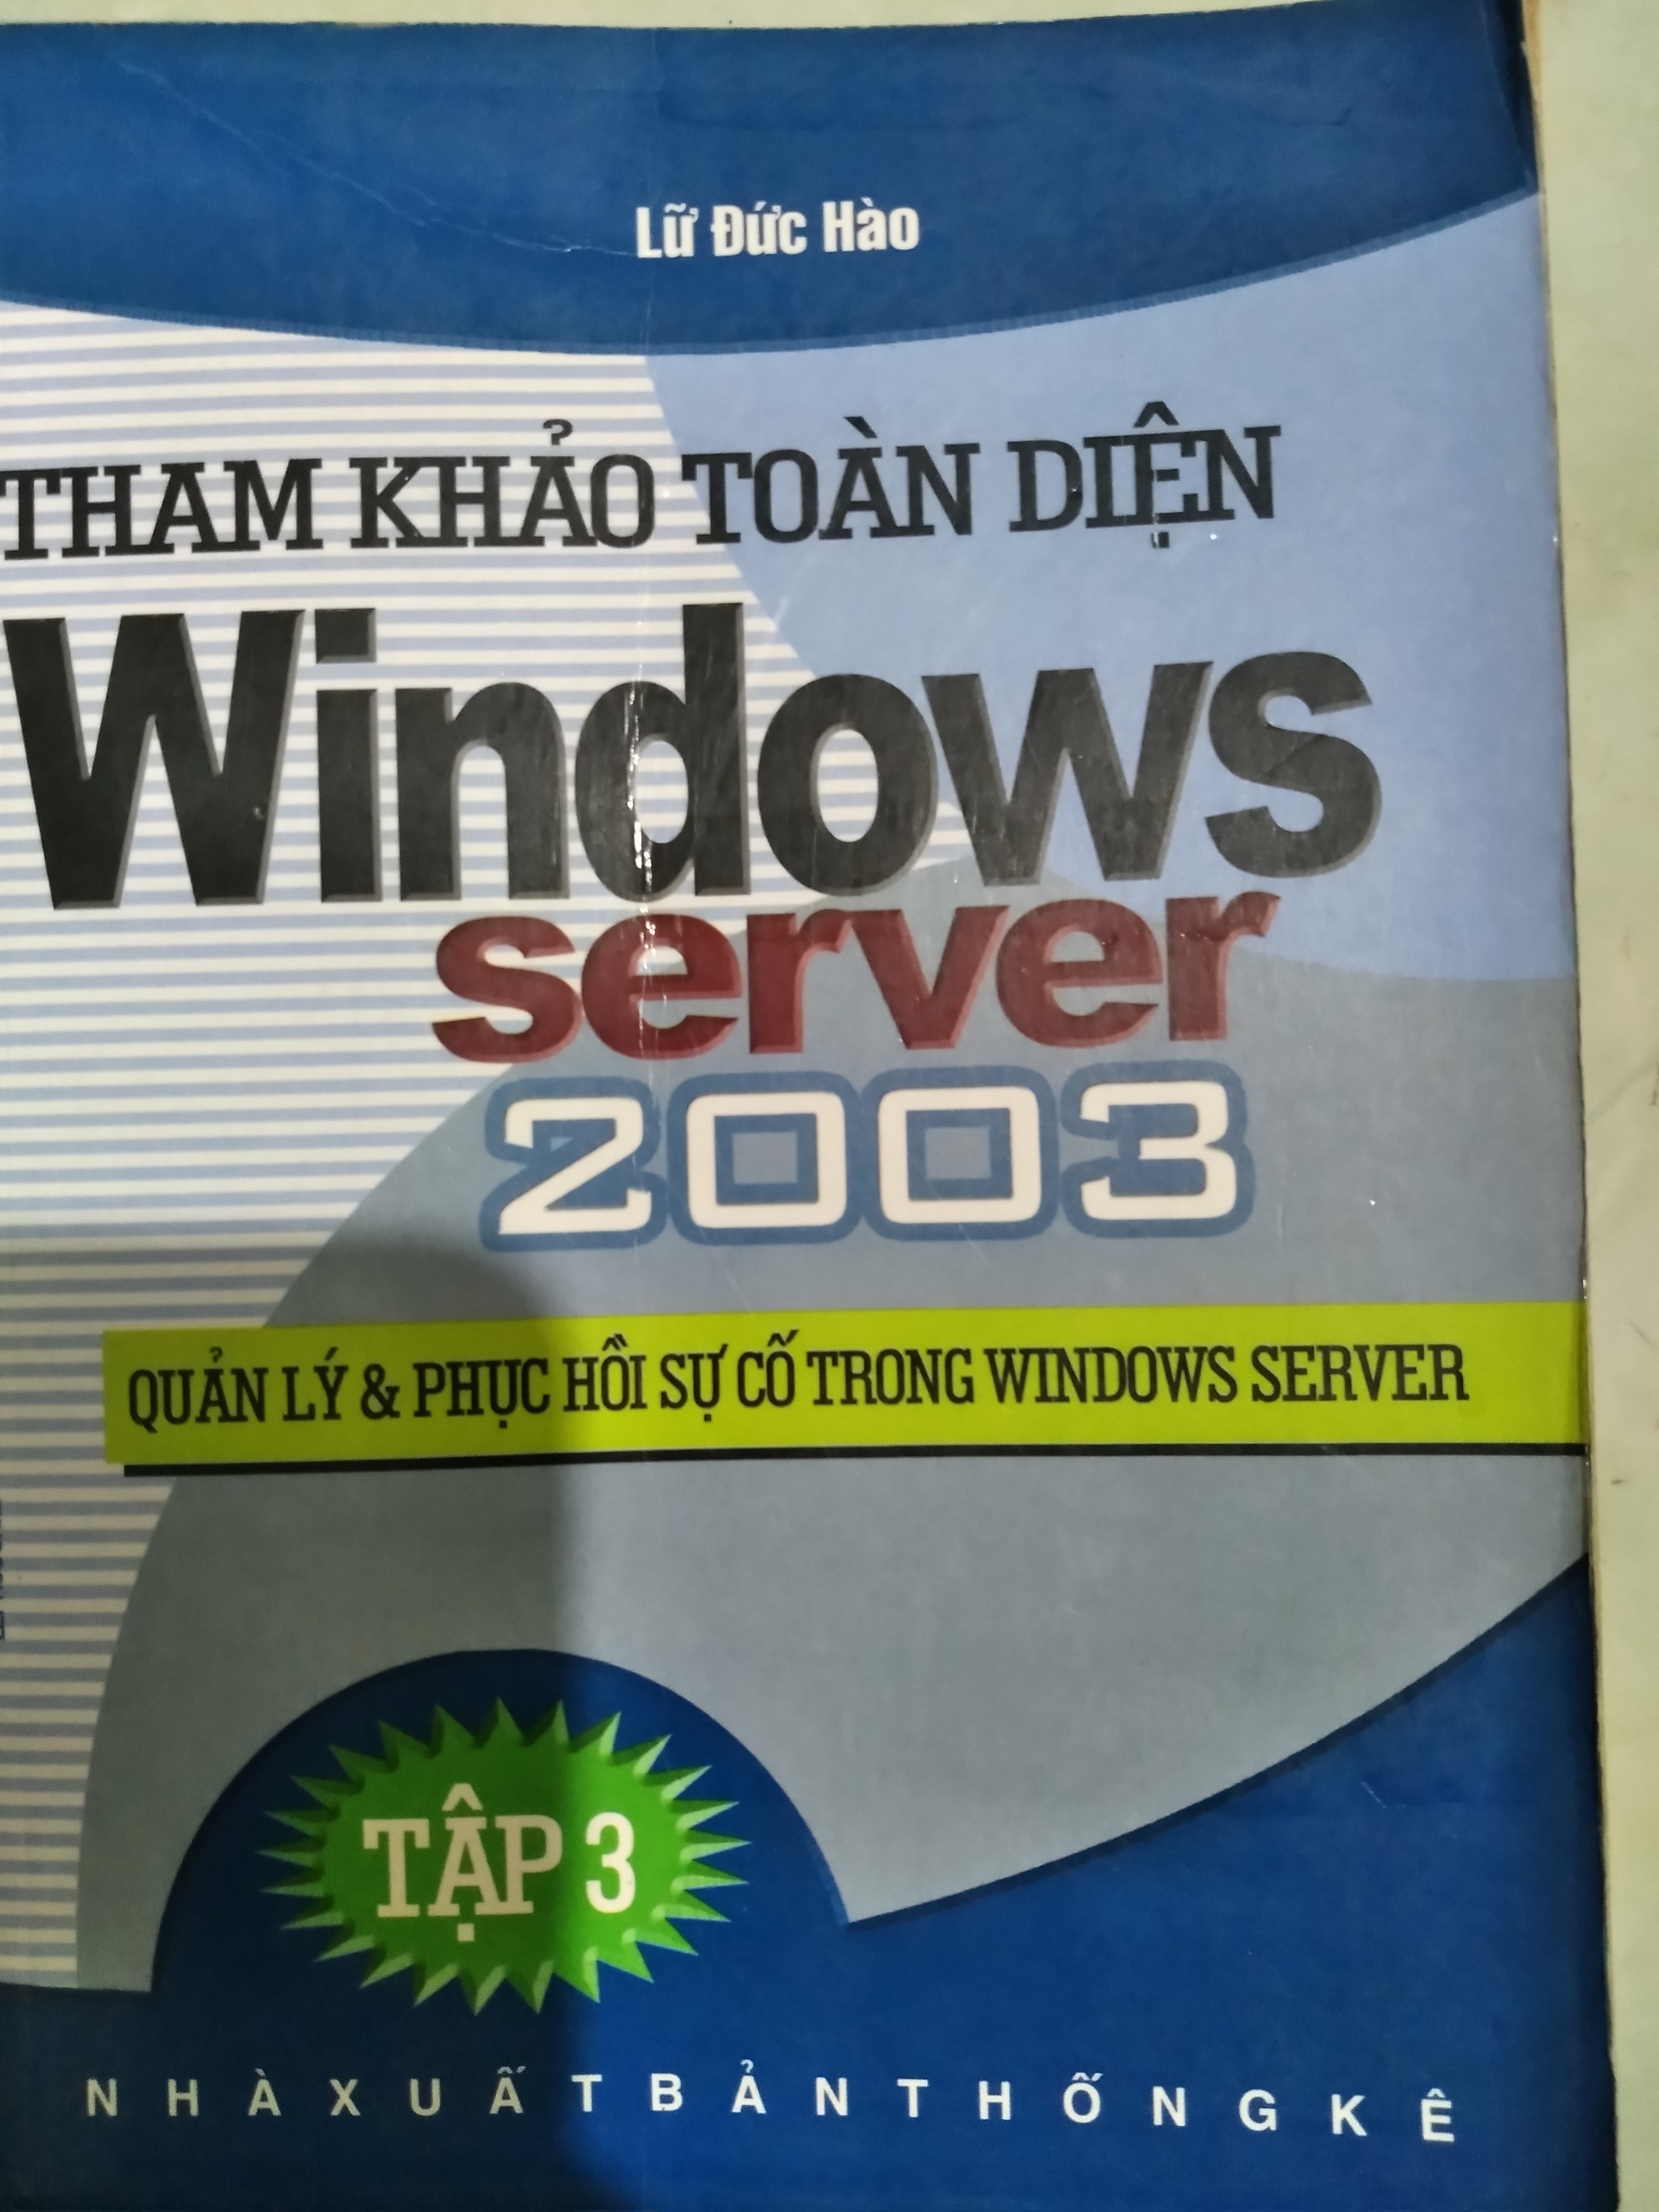 Lữ Đức Hào
THAM KHẢO TOÀN DIỆN
Windows
server
2003
QUẢN LÝ & PHỤC HỒI SỰ CỐ TRONG WINDOWS SERVER
TẬP 3
NHÀ XUẤT BẢN THỐNG KÊ